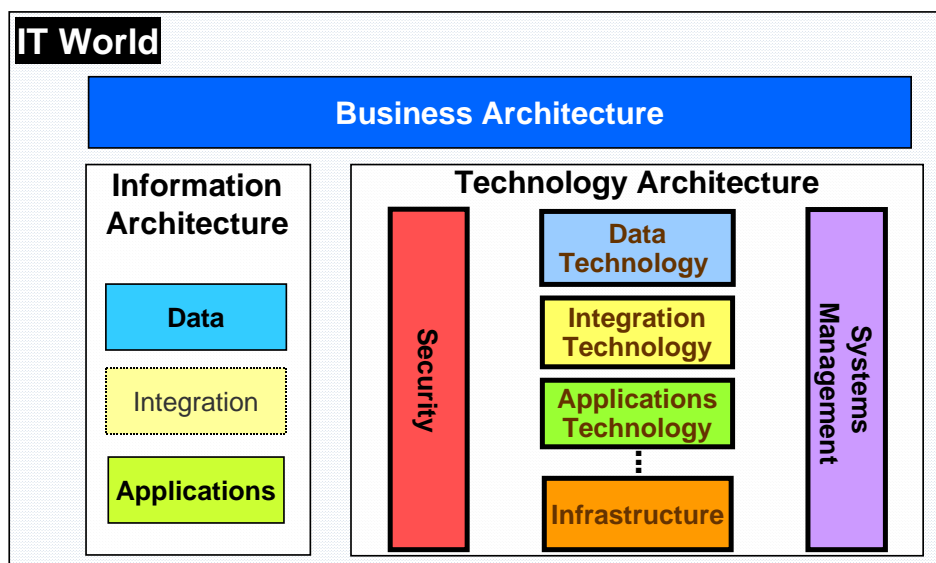 IT World
Business Architecture
Information
Architecture
Data
Integration
Applications
Technology Architecture
Security
Data
Technology
Integration
Technology
Applications
Technology
Infrastructure
Systems
Management